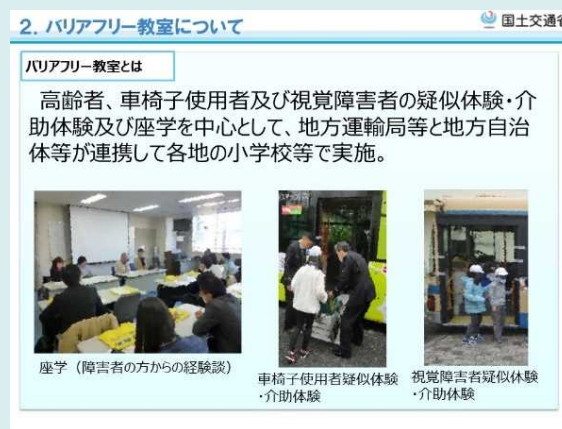 2. バリアフリー教室について
国土交通省
バリアフリー教室とは
高齢者、車椅子使用者及び視覚障害者の疑似体験・介
助体験及び座学を中心として、地方運輸局等と地方自治
体等が連携して各地の小学校等で実施。
座学（障害者の方からの経験談）
車椅子使用者疑似体験
・介助体験
視覚障害者疑似体験
・介助体験